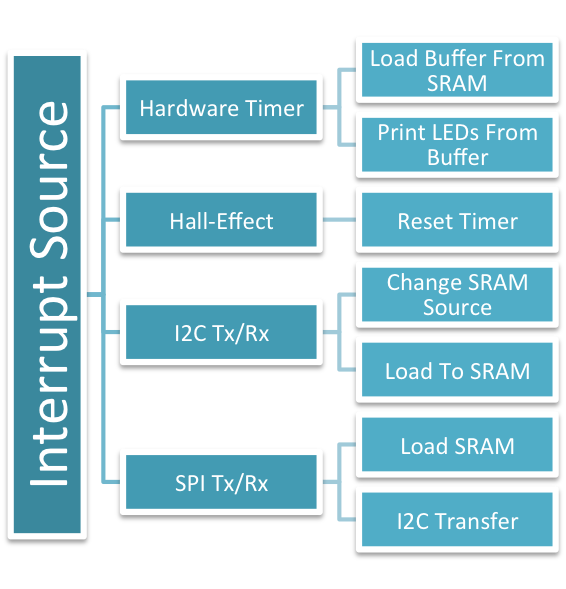 Interrupt Source
Hardware Timer
Load Buffer From
SRAM
Print LEDs From
Buffer
Hall-Effect
Reset Timer
I2C Tx/Rx
Change SRAM
Source
Load To SRAM
SPI Tx/Rx
Load SRAM
I2C Transfer